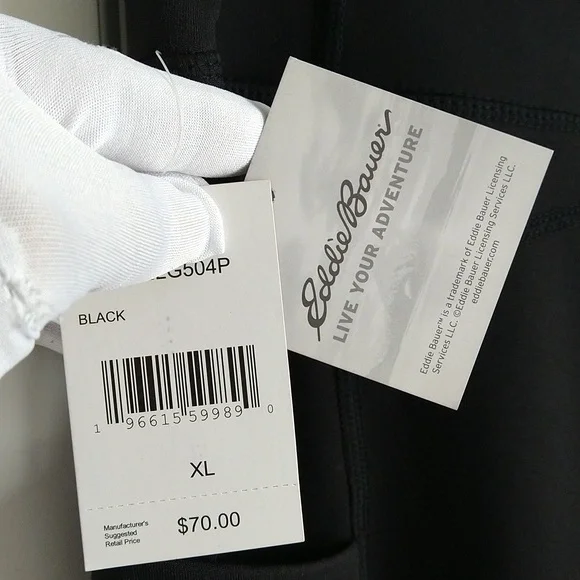 Eddie Bauer
LIVE YOUR ADVENTURE
Eddie Bauer™ is a trademark of Eddie Bauer Licensing
Services LLC. ©Eddie Bauer Licensing Services LLC.
eddiebauer.com
G504P
BLACK
1 96615 59989 0
XL
Manufacturer's
Suggested
Retail Price
$70.00